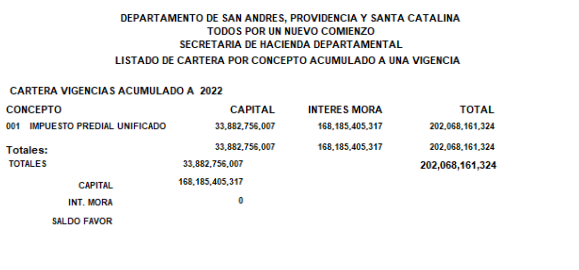 DEPARTAMENTO DE SAN ANDRES, PROVIDENCIA Y SANTA CATALINA
TODOS POR UN NUEVO COMIENZO
SECRETARIA DE HACIENDA DEPARTAMENTAL
LISTADO DE CARTERA POR CONCEPTO ACUMULADO A UNA VIGENCIA
CARTERA VIGENCIAS ACUMULADO A 2022
CONCEPTO CAPITAL INTERES MORA TOTAL
001 IMPUESTO PREDIAL UNIFICADO 33,882,756,007 168,185,405,317 202,068,161,324
Totales: 33,882,756,007 168,185,405,317 202,068,161,324
TOTALES 33,882,756,007 202,068,161,324
CAPITAL 168,185,405,317
INT. MORA 0
SALDO FAVOR